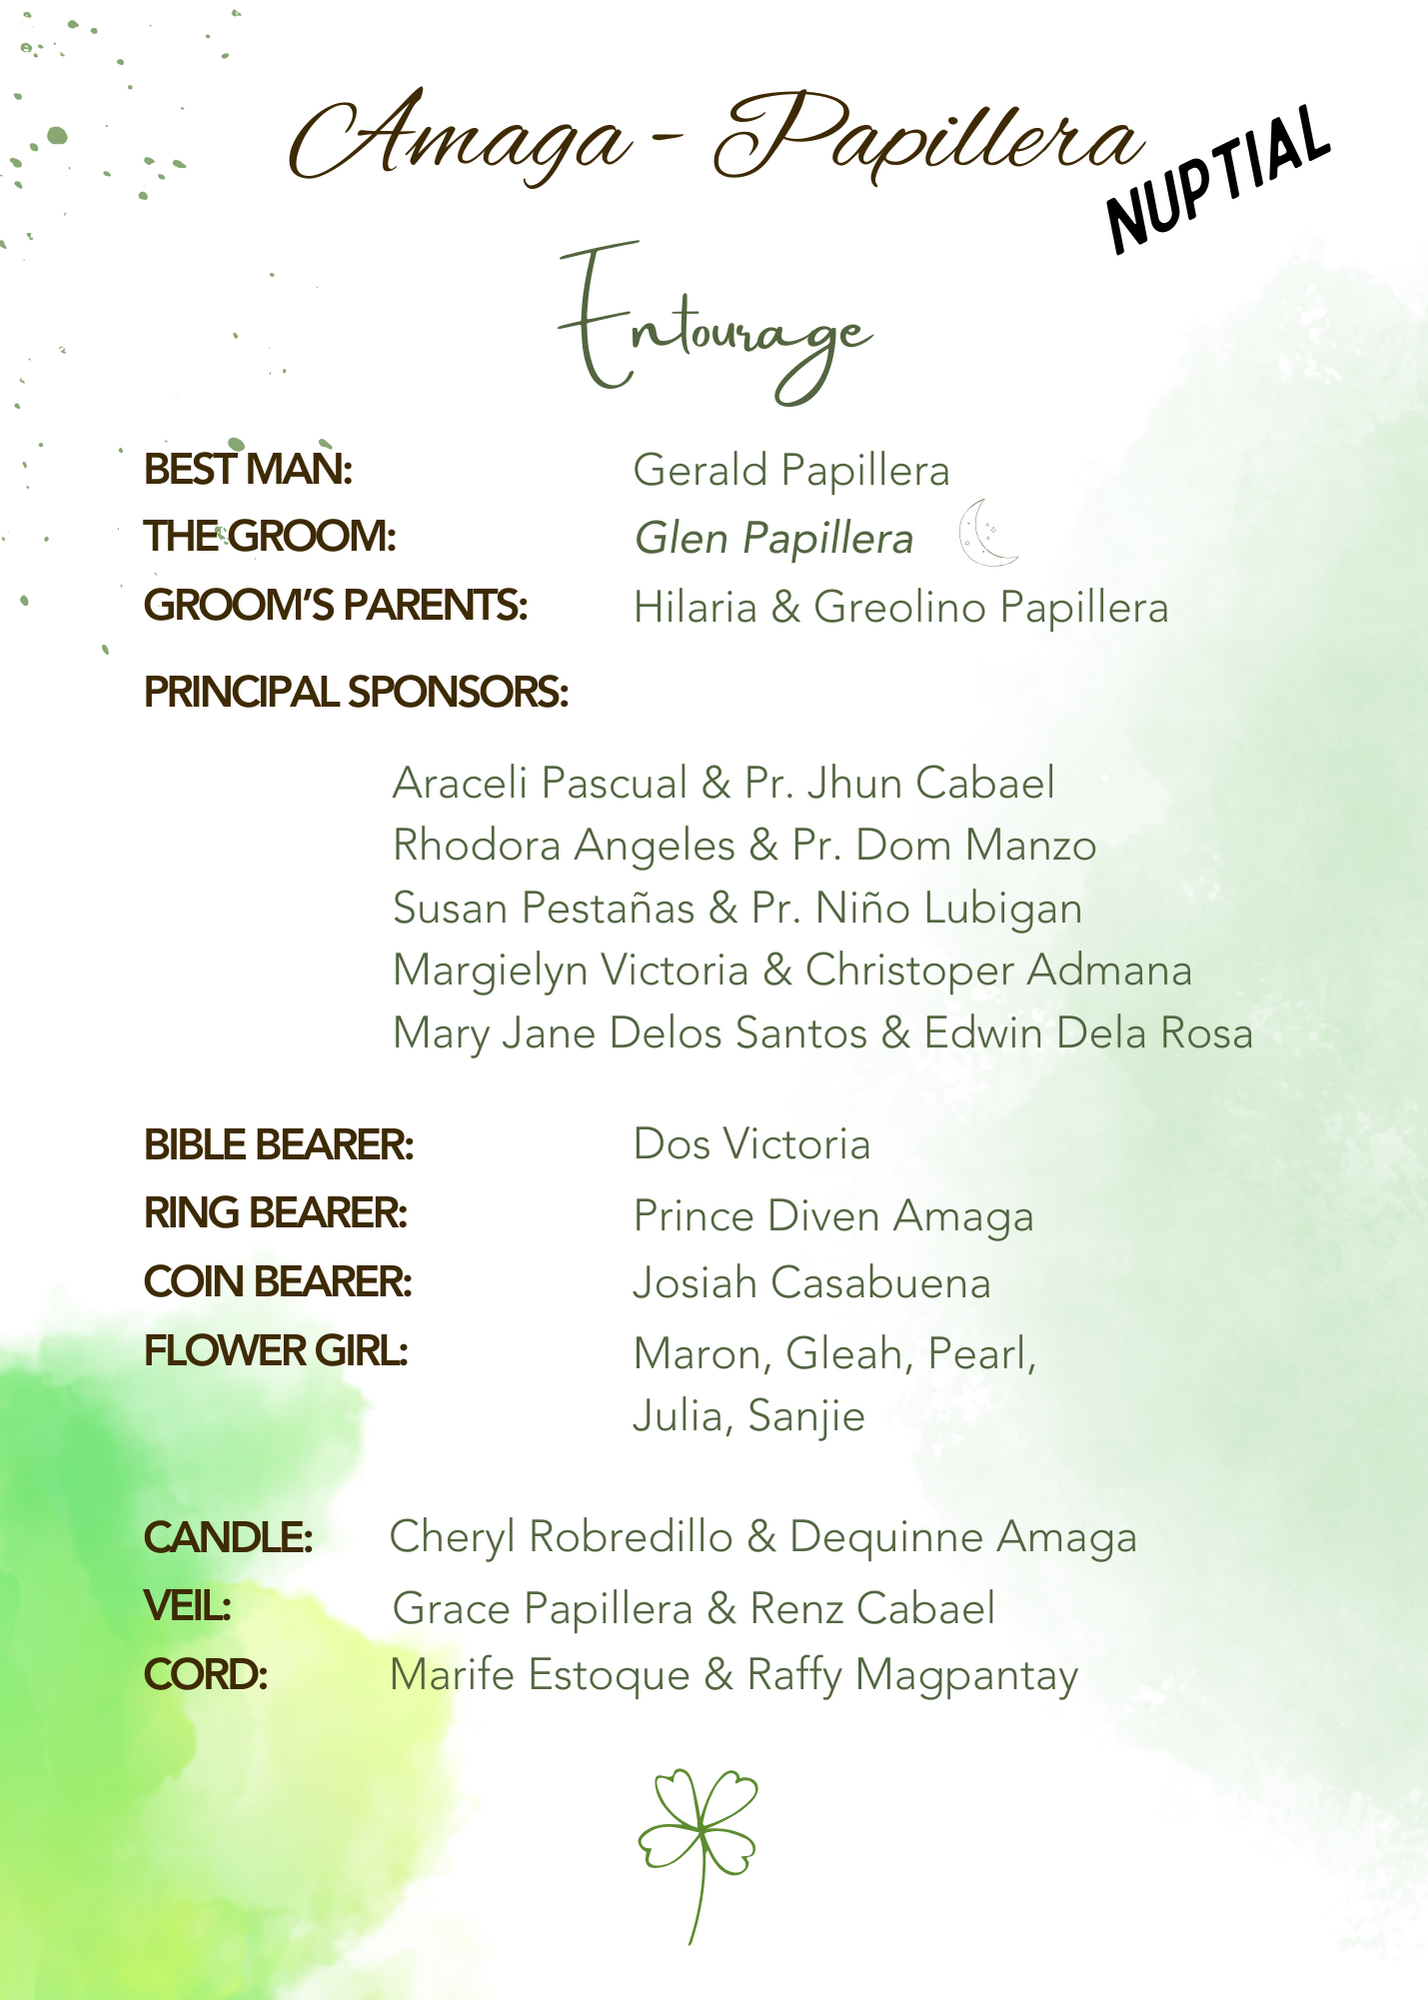 Amaga - Papillera
NUPTIAL
Entourage
BEST MAN: Gerald Papillera
THE GROOM: Glen Papillera
GROOM'S PARENTS: Hilaria & Greolino Papillera
PRINCIPAL SPONSORS:
Araceli Pascual & Pr. Jhun Cabael
Rhodora Angeles & Pr. Dom Manzo
Susan Pestañas & Pr. Niño Lubigan
Margielyn Victoria & Christoper Admana
Mary Jane Delos Santos & Edwin Dela Rosa
BIBLE BEARER: Dos Victoria
RING BEARER: Prince Diven Amaga
COIN BEARER: Josiah Casabuena
FLOWER GIRL: Maron, Gleah, Pearl,
Julia, Sanjie
CANDLE: Cheryl Robredillo & Dequinne Amaga
VEIL: Grace Papillera & Renz Cabael
CORD: Marife Estoque & Raffy Magpantay